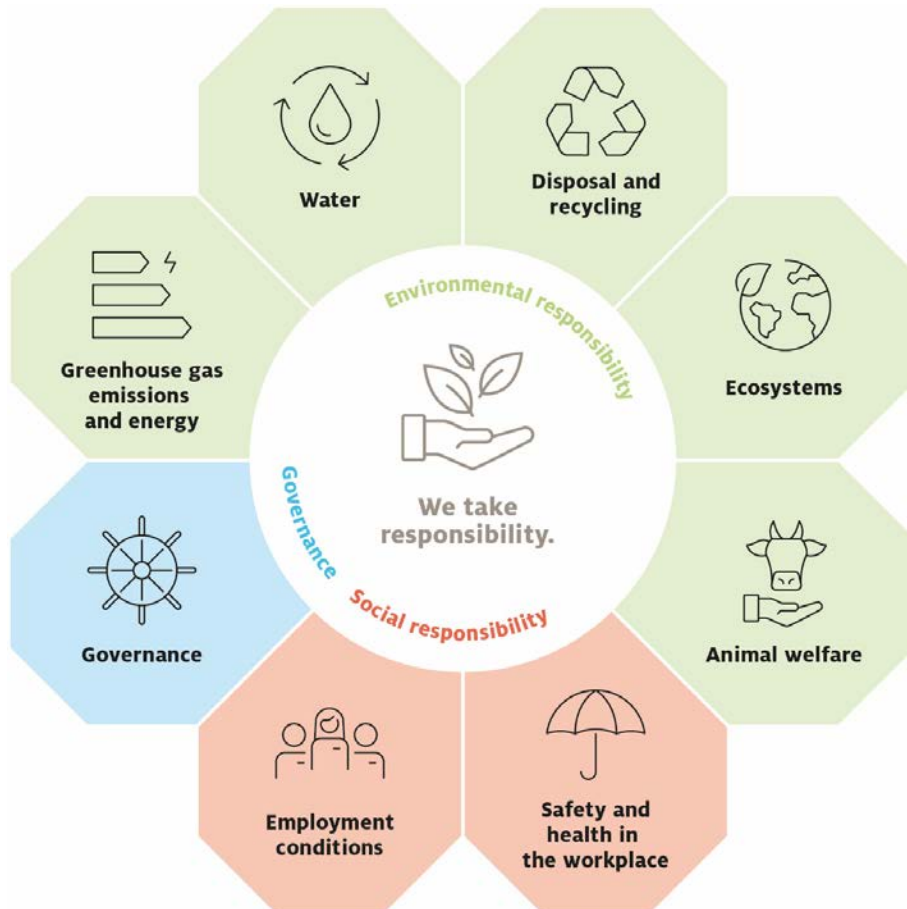 Water
Disposal and
recycling
Greenhouse gas
emissions
and energy
Environmental responsibility
Ecosystems
We take
responsibility.
Governance
Social responsibility
Governance
Animal welfare
Employment
conditions
Safety and
health in
the workplace